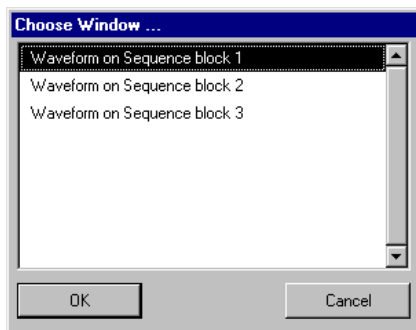 Choose Window ...
Waveform on Sequence block 1
Waveform on Sequence block 2
Waveform on Sequence block 3
OK
Cancel